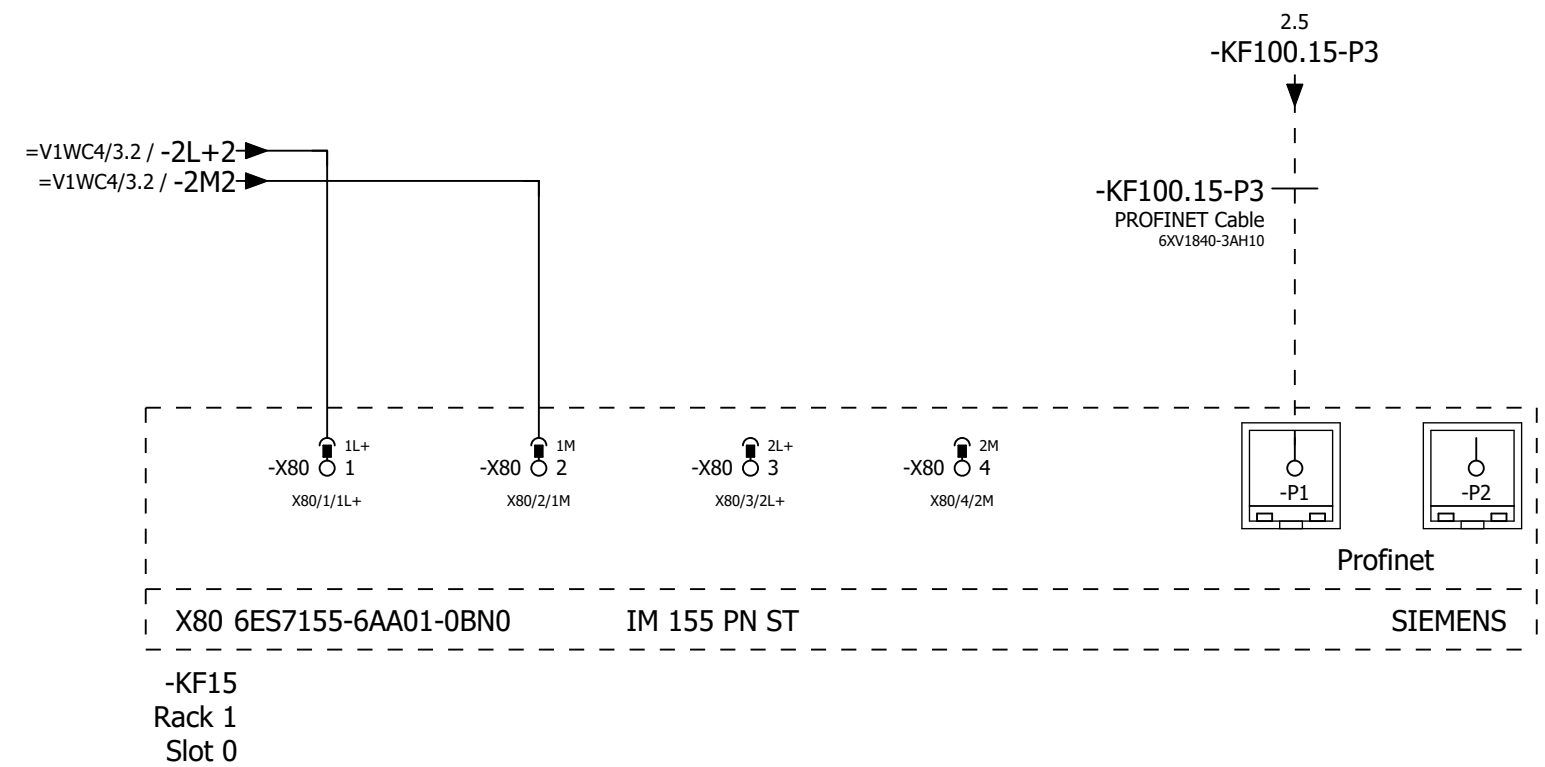 2.5
-KF100.15-P3
=V1WC4/3.2 / -2L+2
=V1WC4/3.2 / -2M2
-KF100.15-P3
PROFINET Cable
6XV1840-3AH10
1L+
-X80 1
X80/1/1L+
1M
-X80 2
X80/2/1M
2L+
-X80 3
X80/3/2L+
2M
-X80 4
X80/4/2M
-P1
-P2
Profinet
X80 6ES7155-6AA01-0BN0 IM 155 PN ST SIEMENS
-KF15
Rack 1
Slot 0